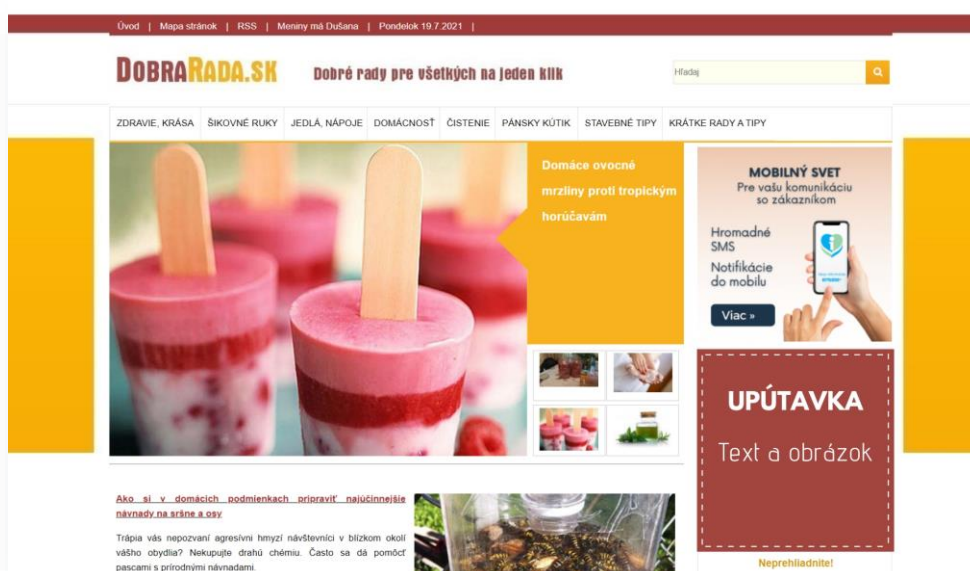 Úvod | Mapa stránok | RSS | Meniny má Dušana | Pondelok 19.7.2021 |
DOBRARADA.SK
Dobré rady pre všetkých na jeden klik
Hľadaj
ZDRAVIE, KRÁSA ŠIKOVNÉ RUKY JEDLÁ, NÁPOJE DOMÁCNOSŤ ČISTENIE PÁNSKY KÚTIK STAVEBNÉ TIPY KRÁTKE RADY A TIPY
Domáce ovocné
mrzliny proti tropickým
horúčavám
MOBILNÝ SVET
Pre vašu komunikáciu
so zákazníkom
Hromadné
SMS
Notifikácie
do mobilu
Viac »
UPÚTAVKA
Text a obrázok
Ako si v domácich podmienkach pripraviť najúčinnejšie
návnady na sršne a osy
Trápia vás nepozvaní agresívni hmyzí návštevníci v blízkom okolí
vášho obydlia? Nekupujte drahú chémiu. Často sa dá pomôcť
pascami s prírodnými návnadami.
Neprehliadnite!